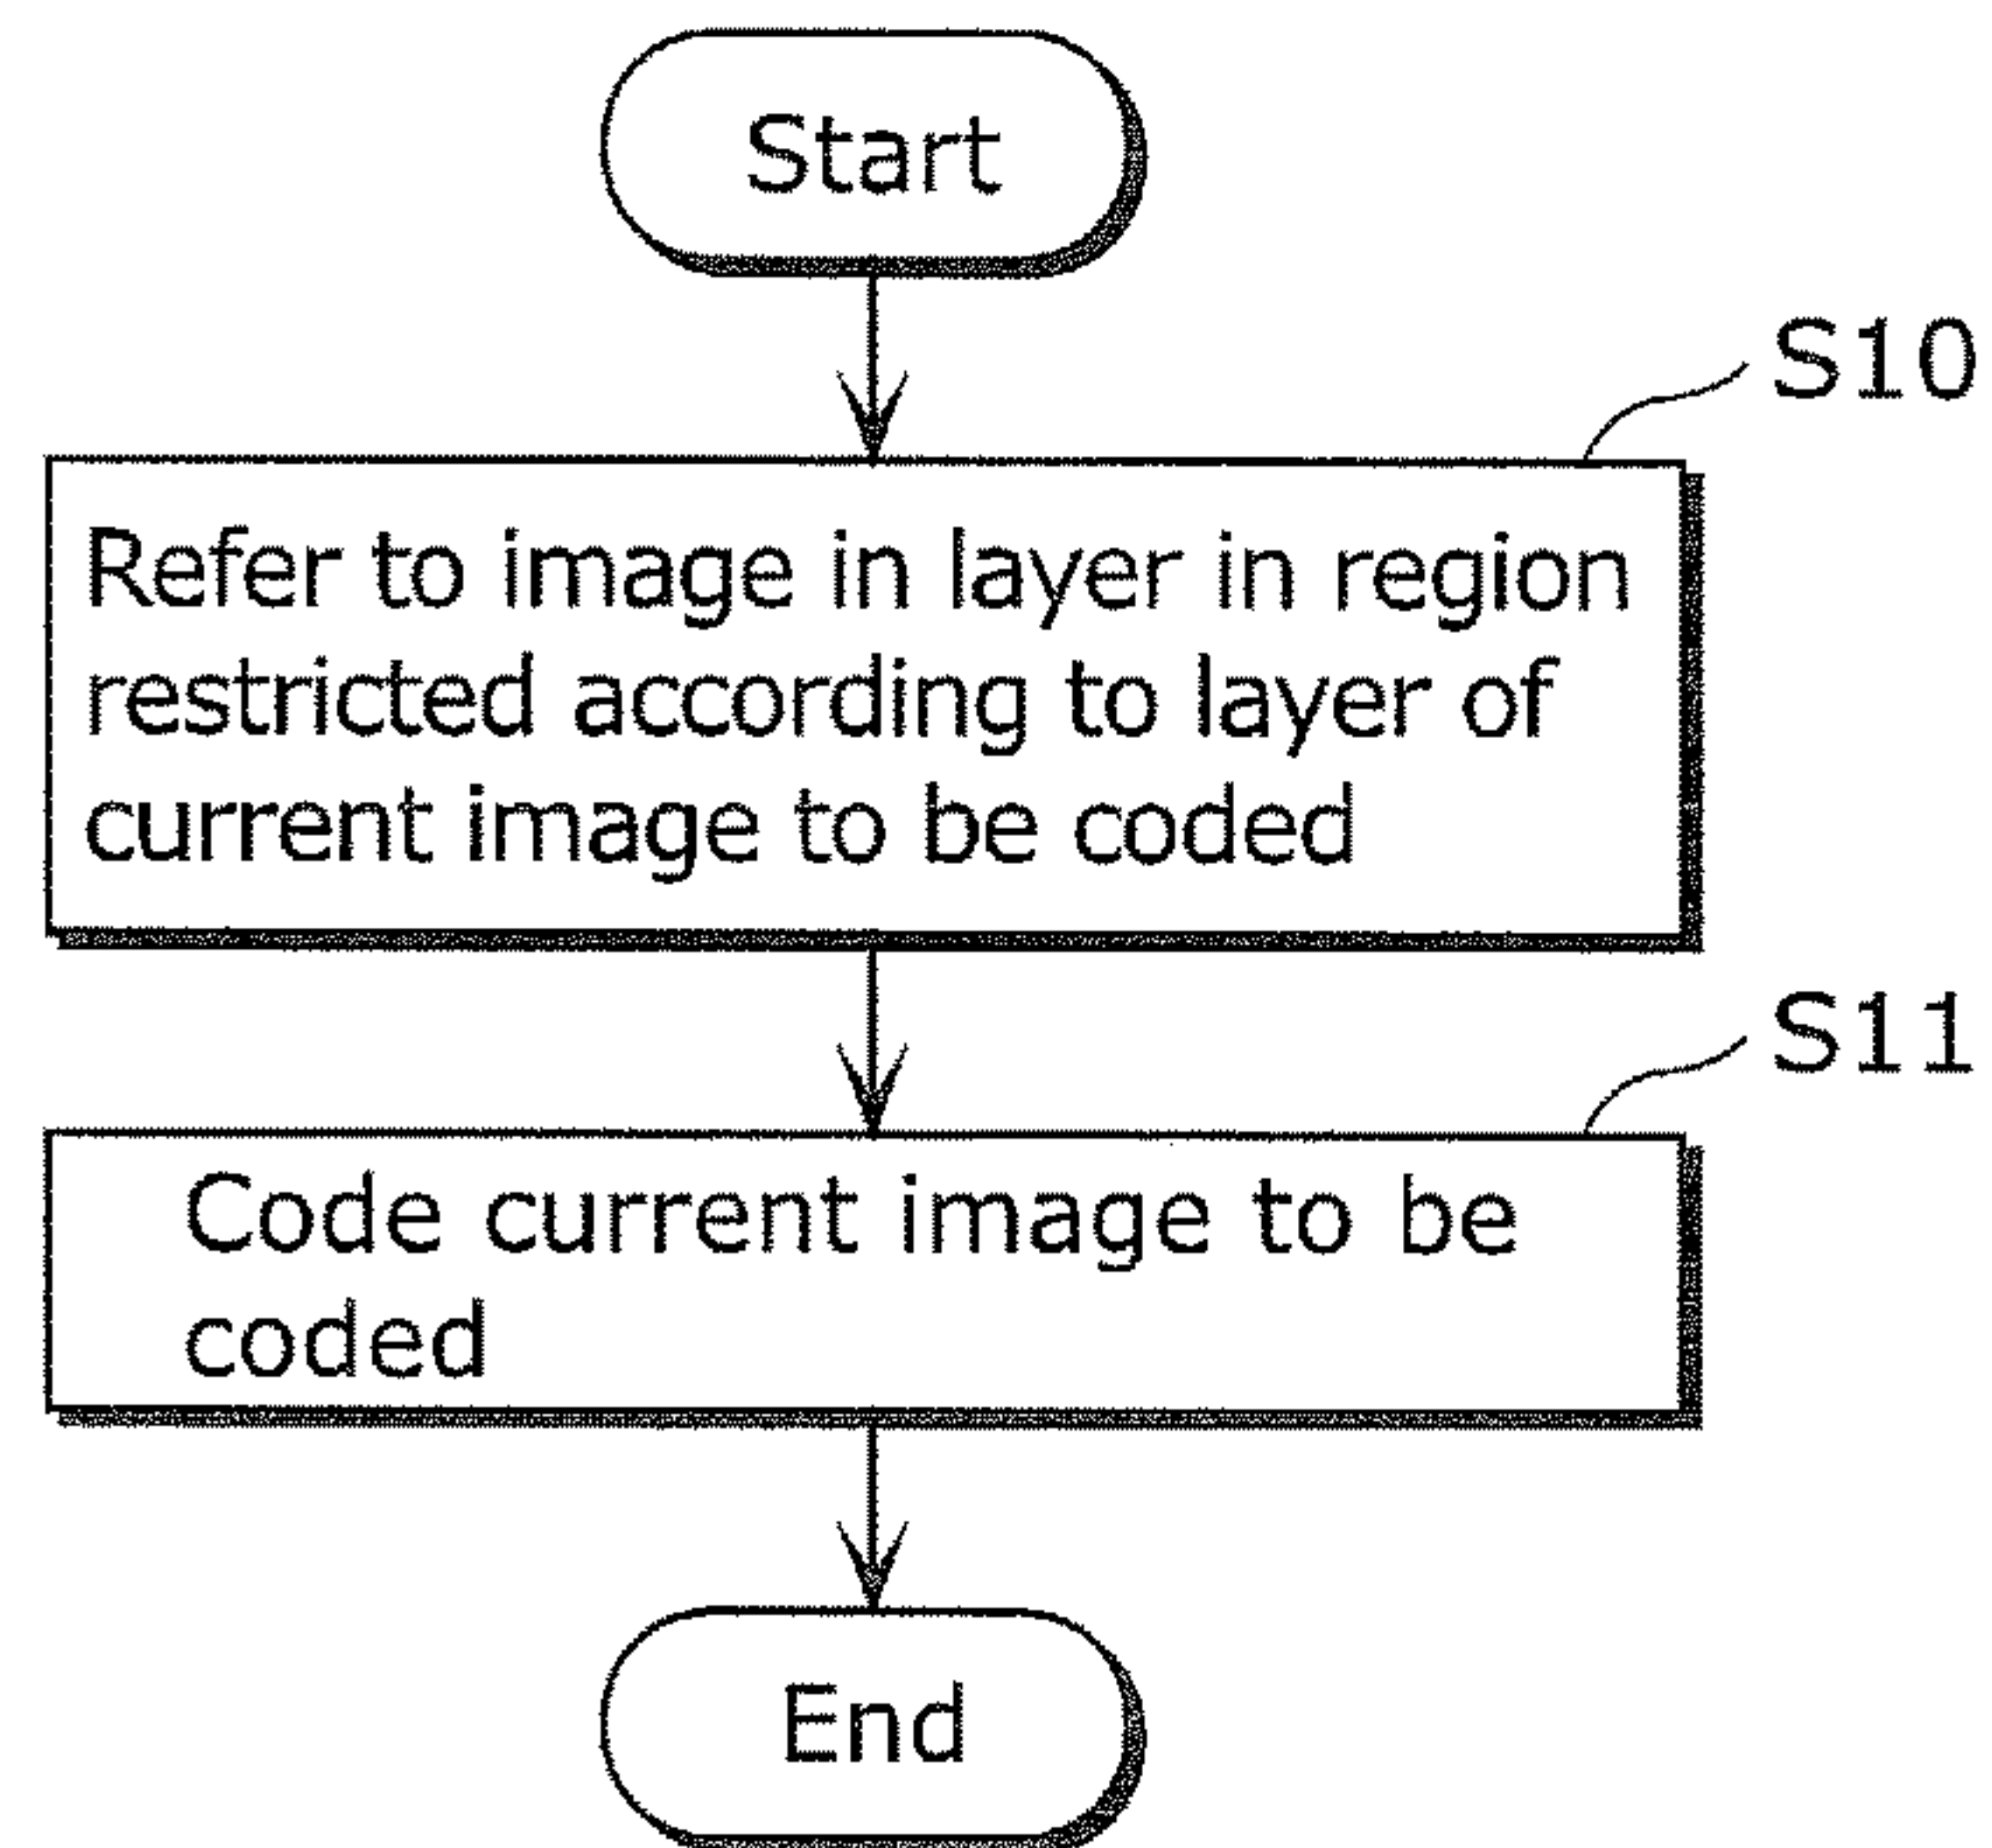 Start
S10
Refer to image in layer in region
restricted according to layer of
current image to be coded
S11
Code current image to be
coded
End